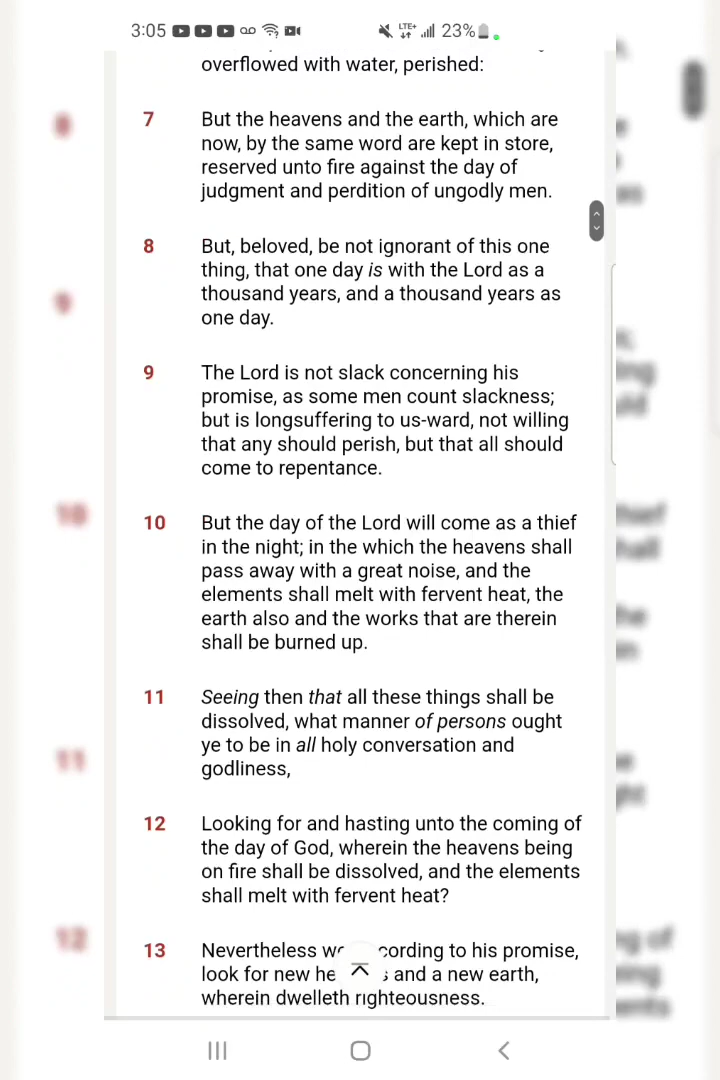 3:05
LTE+
23%
overflowed with water, perished:
7 But the heavens and the earth, which are
now, by the same word are kept in store,
reserved unto fire against the day of
judgment and perdition of ungodly men.
8 But, beloved, be not ignorant of this one
thing, that one day is with the Lord as a
thousand years, and a thousand years as
one day.
9 The Lord is not slack concerning his
promise, as some men count slackness;
but is longsuffering to us-ward, not willing
that any should perish, but that all should
come to repentance.
10 But the day of the Lord will come as a thief
in the night; in the which the heavens shall
pass away with a great noise, and the
elements shall melt with fervent heat, the
earth also and the works that are therein
shall be burned up.
11 Seeing then that all these things shall be
dissolved, what manner of persons ought
ye to be in all holy conversation and
godliness,
12 Looking for and hasting unto the coming of
the day of God, wherein the heavens being
on fire shall be dissolved, and the elements
shall melt with fervent heat?
13 Nevertheless to his promise,
look for new and a new earth,
wherein dwelleth righteousness.